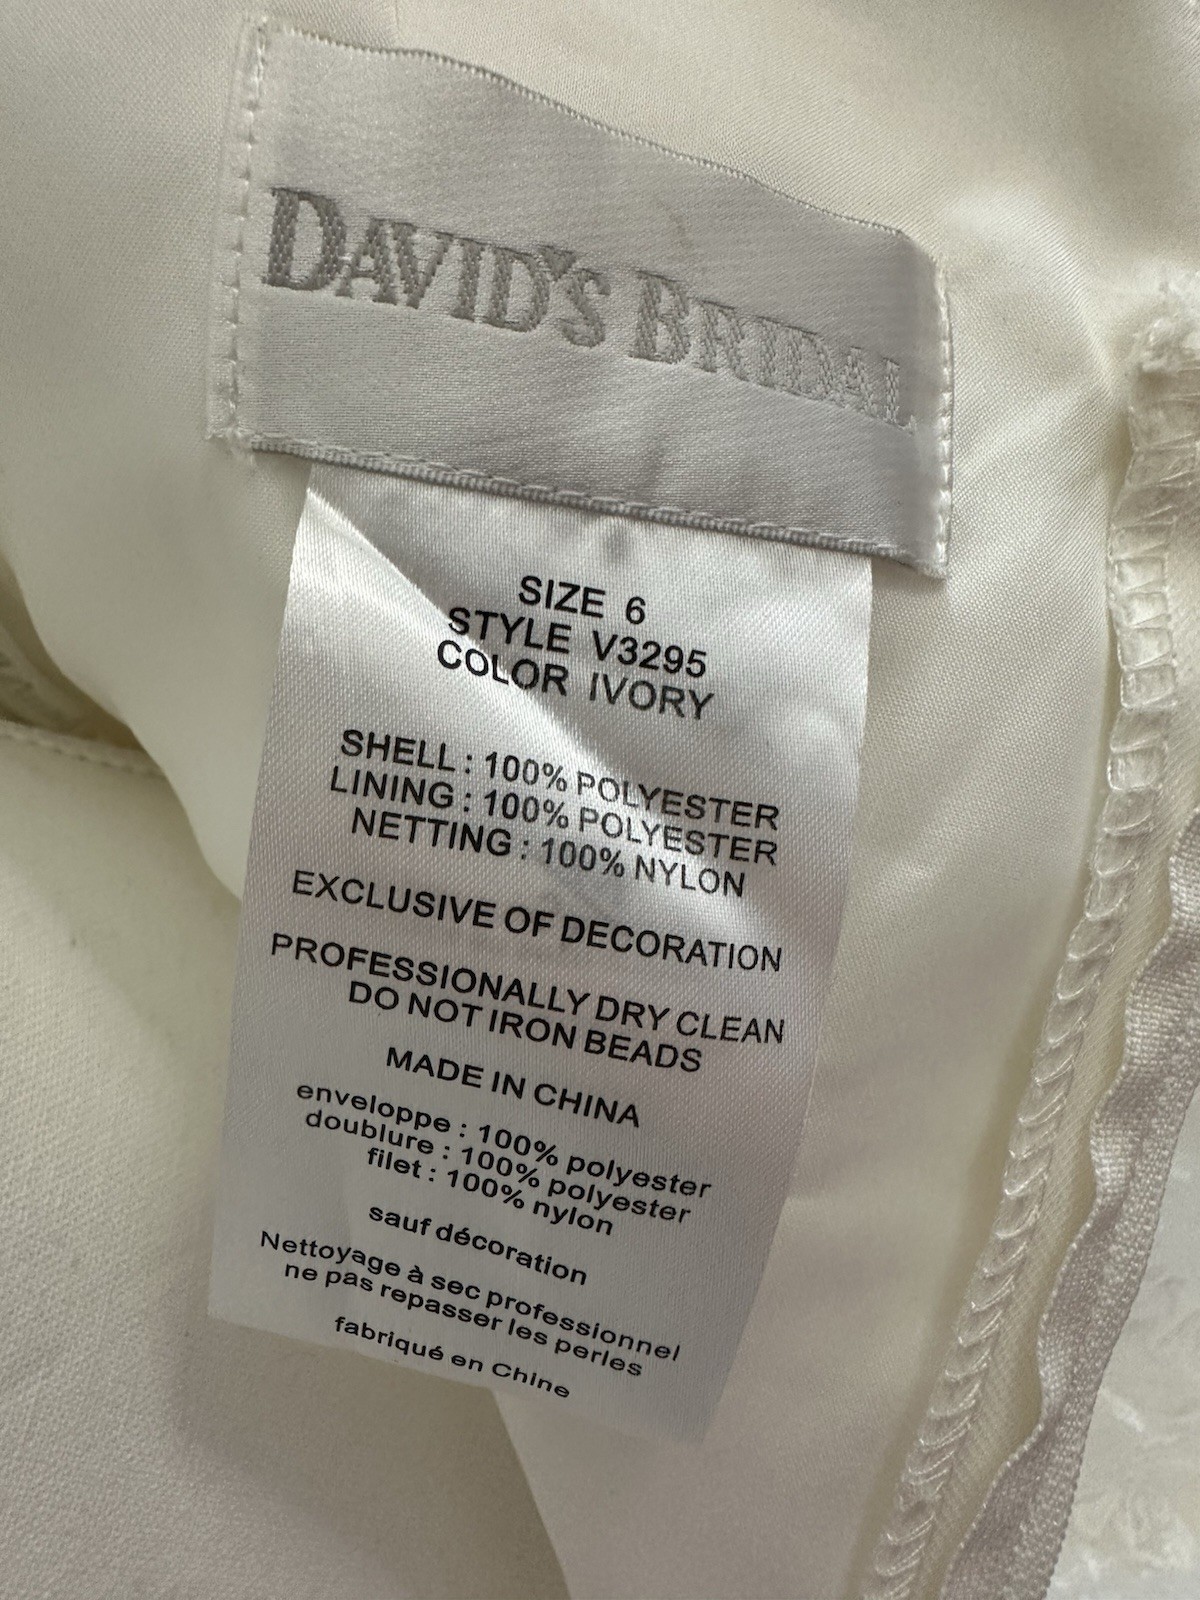 DAVID'S BRIDAL
SIZE 6
STYLE V3295
COLOR IVORY
SHELL : 100% POLYESTER
LINING : 100% POLYESTER
NETTING : 100% NYLON
EXCLUSIVE OF DECORATION
PROFESSIONALLY DRY CLEAN
DO NOT IRON BEADS
MADE IN CHINA
enveloppe : 100% polyester
doublure : 100% polyester
filet : 100% nylon
sauf décoration
Nettoyage à sec professionnel
ne pas repasser les perles
fabriqué en Chine